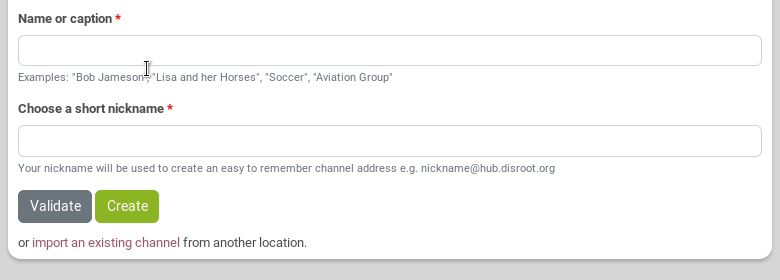 Name or caption *
Examples: "Bob Jameson", "Lisa and her Horses", "Soccer", "Aviation Group"
Choose a short nickname *
Your nickname will be used to create an easy to remember channel address e.g. nickname@hub.disroot.org
Validate Create
or import an existing channel from another location.